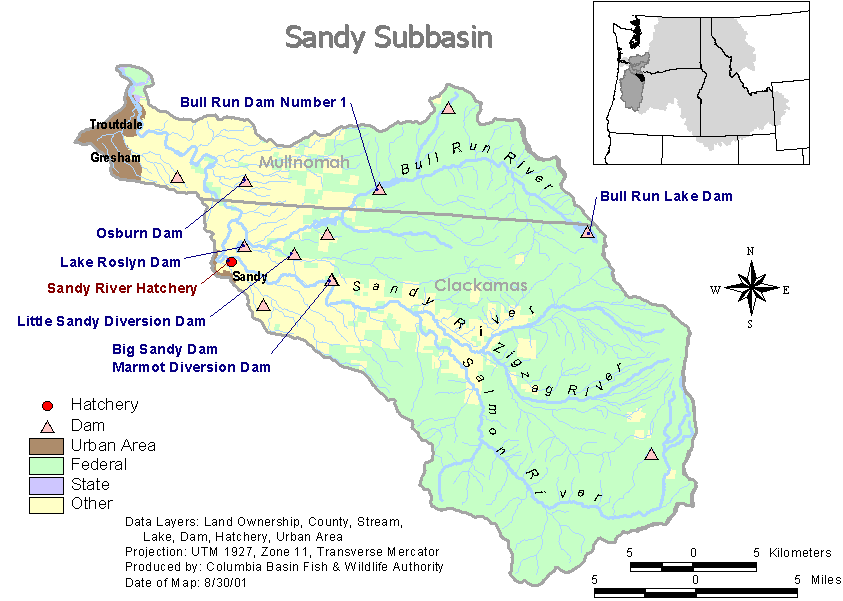 Sandy Subbasin
Bull Run Dam Number 1
Troutdale
Gresham
Multnomah
Bull Run River
Bull Run Lake Dam
Osburn Dam
Lake Roslyn Dam
Sandy
Sandy River Hatchery
Clackamas
Sandy River
Little Sandy Diversion Dam
Big Sandy Dam
Marmot Diversion Dam
Zigzag River
Salmon River
N
W
E
S
Hatchery
Dam
Urban Area
Federal
State
Other
Data Layers: Land Ownership, County, Stream,
Lake, Dam, Hatchery, Urban Area
Projection: UTM 1927, Zone 11, Transverse Mercator
Produced by: Columbia Basin Fish & Wildlife Authority
Date of Map: 8/30/01
5 0 5 Kilometers
5 0 5 Miles